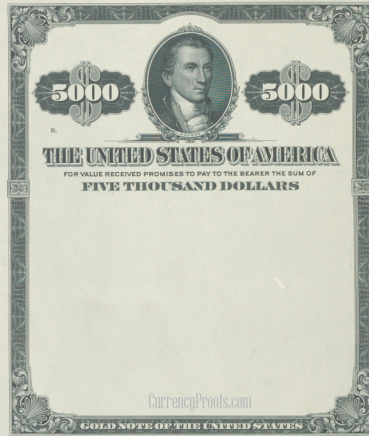 5000 5000
B.
THE UNITED STATES OF AMERICA
FOR VALUE RECEIVED PROMISES TO PAY TO THE BEARER THE SUM OF
FIVE THOUSAND DOLLARS
CurrencyProofs.com
GOLD NOTE OF THE UNITED STATES